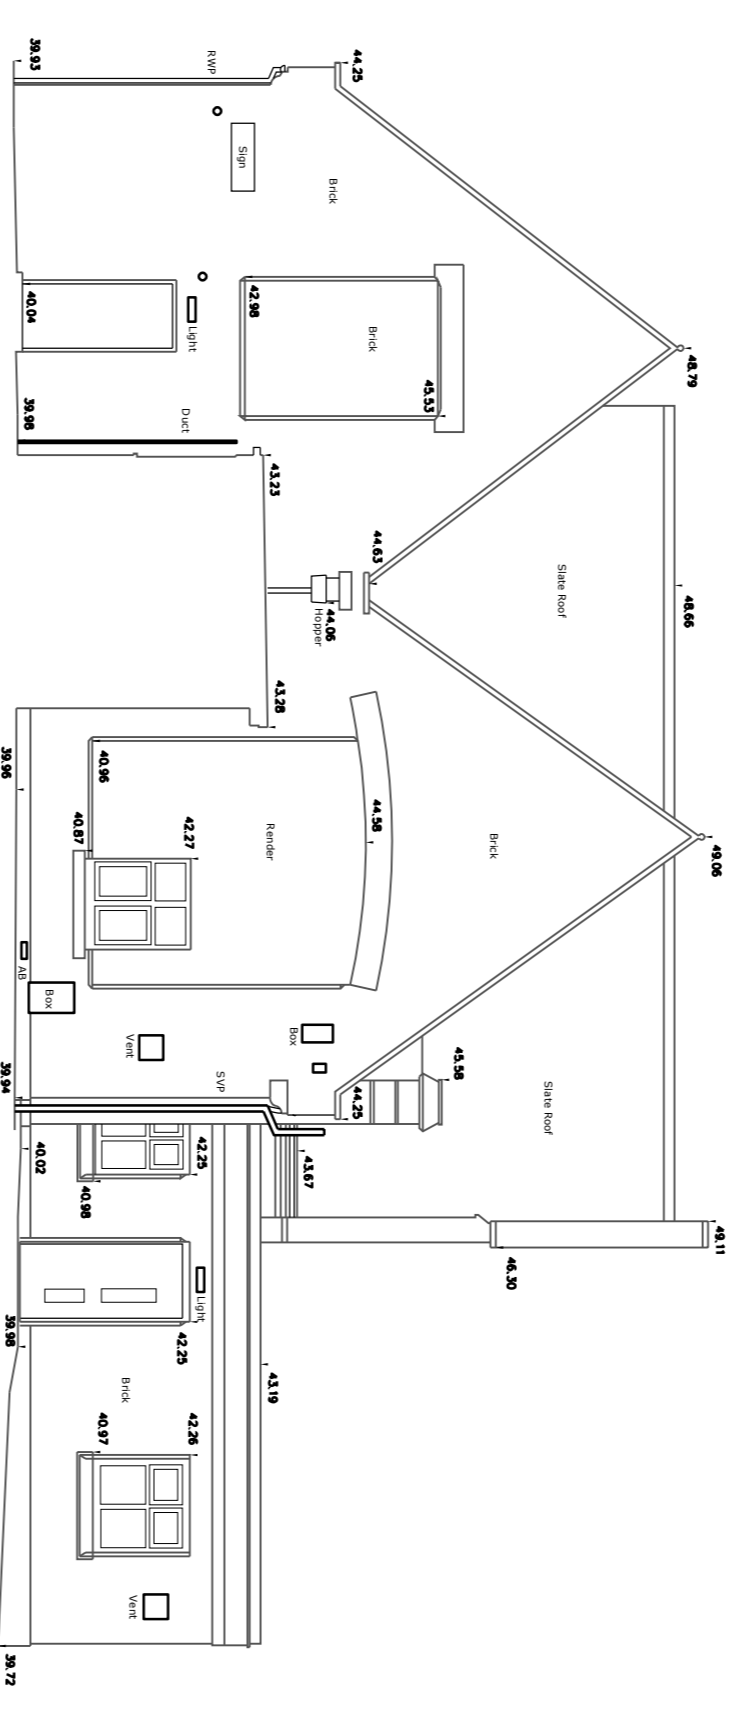 39.93
RWP
44.25
Sign
Brick
40.04
Light
42.98
Brick
45.53
48.79
39.98
Duct
43.23
44.63
Slate Roof
48.66
44.06
Hopper
43.28
39.96
40.96
40.87
42.27
Render
44.58
Brick
49.06
AB
Box
Vent
Box
39.94
SVP
44.25
45.58
Slate Roof
40.02
40.98
42.25
43.67
49.11
46.30
Light
39.98
42.25
43.19
Brick
40.97
42.26
Vent
39.72